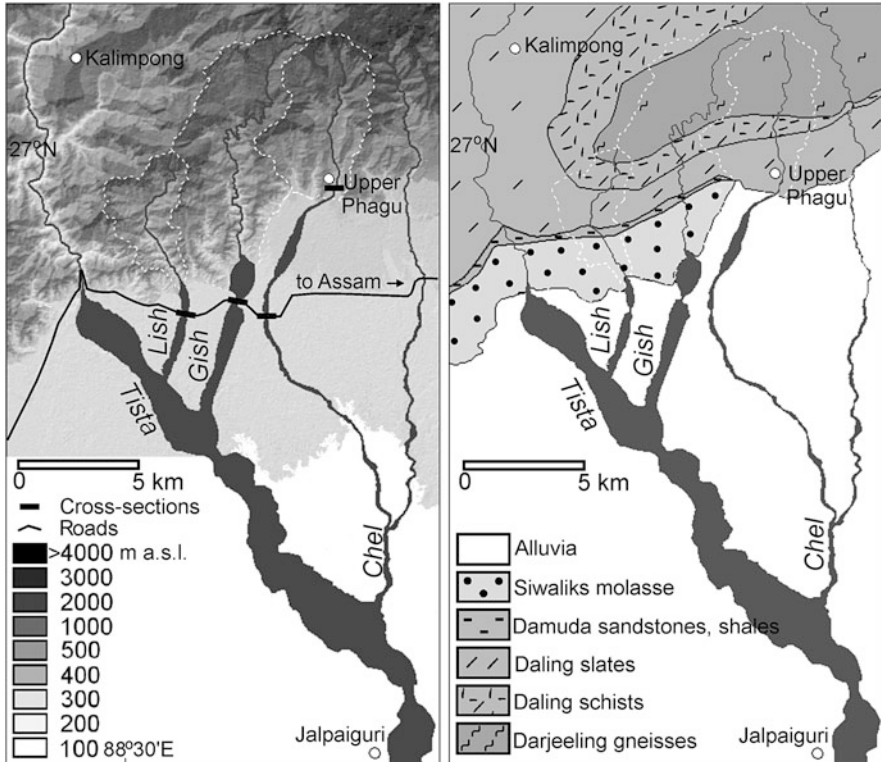 Kalimpong
27°N
Upper
Phagu
to Assam →
Lish
Gish
Tista
0 5 km
Chel
Cross-sections
Roads
>4000 m a.s.l.
3000
2000
1000
500
400
300
200
100 88°30'E
Jalpaiguri
Kalimpong
27°N
Upper
Phagu
Lish
Gish
Tista
0 5 km
Chel
Alluvia
Siwaliks molasse
Damuda sandstones, shales
Daling slates
Daling schists
Darjeeling gneisses
Jalpaiguri